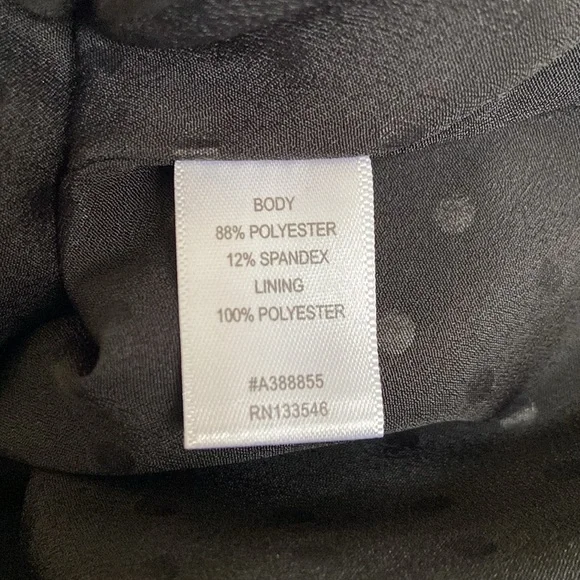 BODY
88% POLYESTER
12% SPANDEX
LINING
100% POLYESTER
#A388855
RN133546